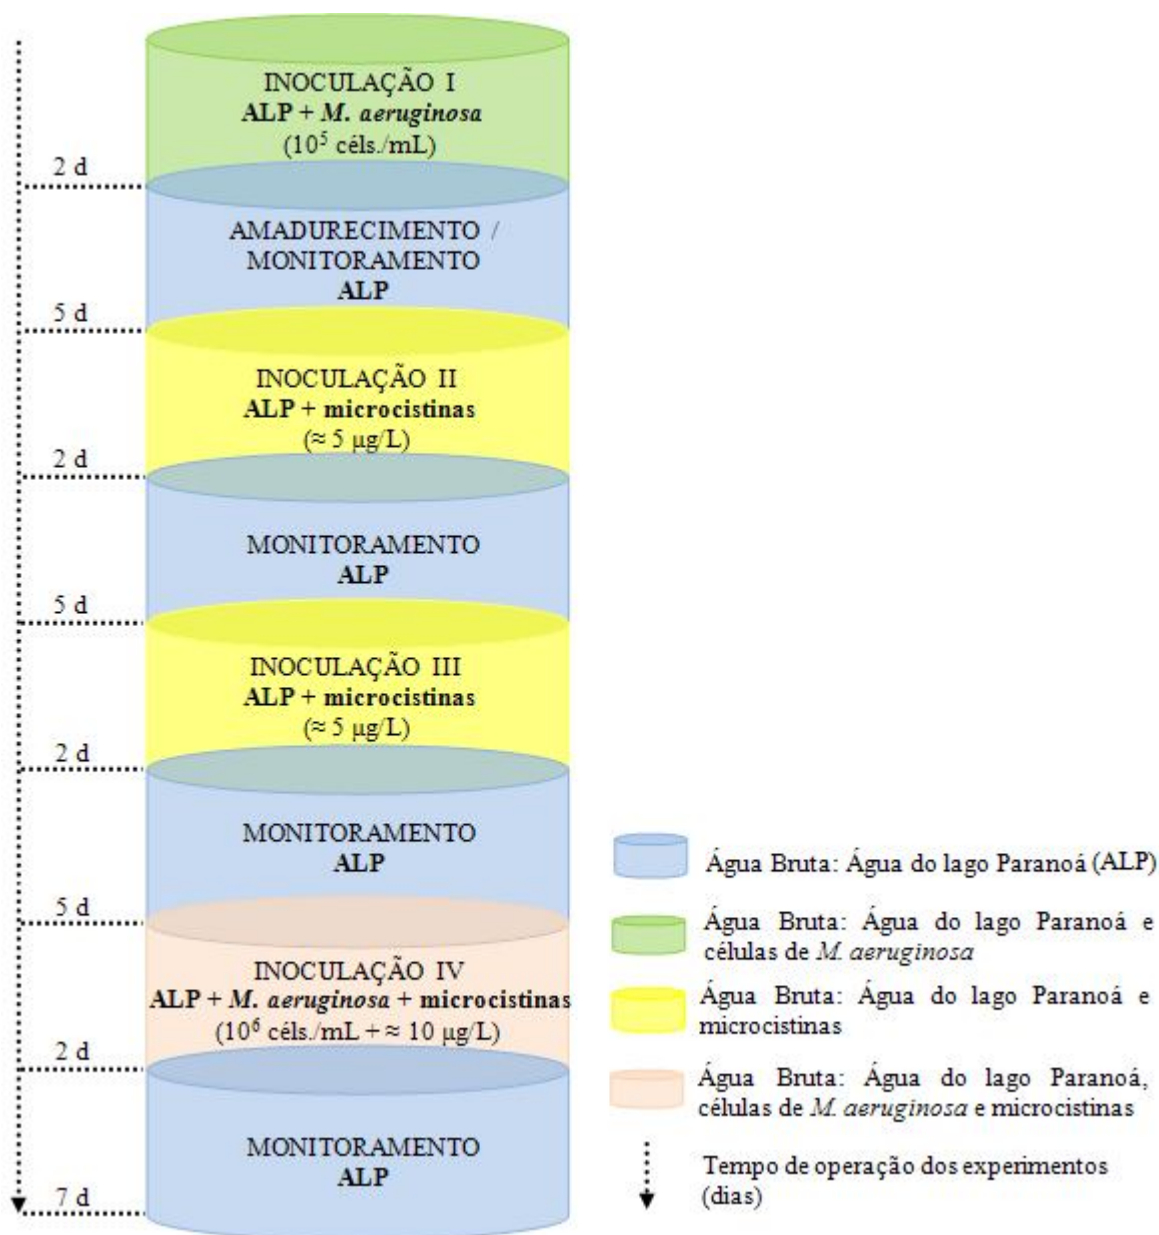 INOCULAÇÃO I
ALP + M. aeruginosa
(10⁵ céls./mL)
2 d
AMADURECIMENTO /
MONITORAMENTO
ALP
5 d
INOCULAÇÃO II
ALP + microcistinas
(≈ 5 µg/L)
2 d
MONITORAMENTO
ALP
5 d
INOCULAÇÃO III
ALP + microcistinas
(≈ 5 µg/L)
2 d
MONITORAMENTO
ALP
5 d
INOCULAÇÃO IV
ALP + M. aeruginosa + microcistinas
(10⁶ céls./mL + ≈ 10 µg/L)
2 d
MONITORAMENTO
ALP
7 d
Água Bruta: Água do lago Paranoá (ALP)
Água Bruta: Água do lago Paranoá e
células de M. aeruginosa
Água Bruta: Água do lago Paranoá e
microcistinas
Água Bruta: Água do lago Paranoá,
células de M. aeruginosa e microcistinas
Tempo de operação dos experimentos
(dias)